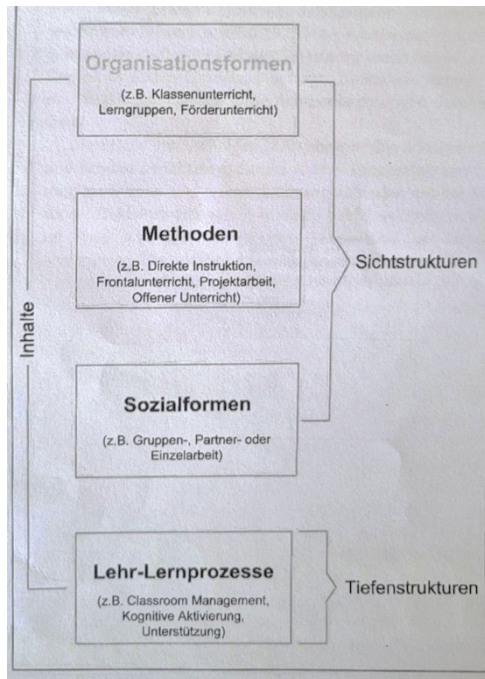 Organisationsformen
(z.B. Klassenunterricht,
Lerngruppen, Förderunterricht)
Methoden
(z.B. Direkte Instruktion,
Frontalunterricht, Projektarbeit,
Offener Unterricht)
Sichtstrukturen
Inhalte
Sozialformen
(z.B. Gruppen-, Partner- oder
Einzelarbeit)
Lehr-Lernprozesse
(z.B. Classroom Management,
Kognitive Aktivierung,
Unterstützung)
Tiefenstrukturen